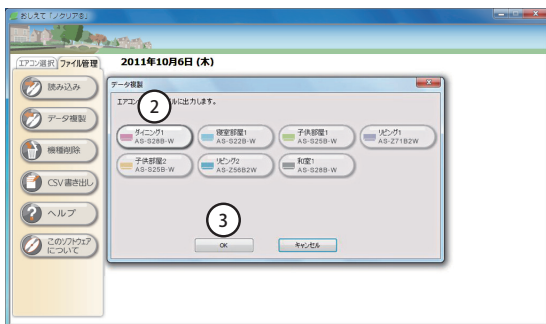 おしえて「ノクリア®」
エアコン選択
ファイル管理
2011年10月6日 (木)
読み込み
データ複製
機種削除
CSV書き出し
ヘルプ
このソフトウェア
について
データ複製
エアコン
ルに出力します。
2
ダイニング1
AS-S28B-W
寝室部屋1
AS-S22B-W
子供部屋1
AS-S25B-W
リビング1
AS-Z71B2W
子供部屋2
AS-S25B-W
リビング2
AS-Z56B2W
和室1
AS-S28B-W
3
OK
キャンセル